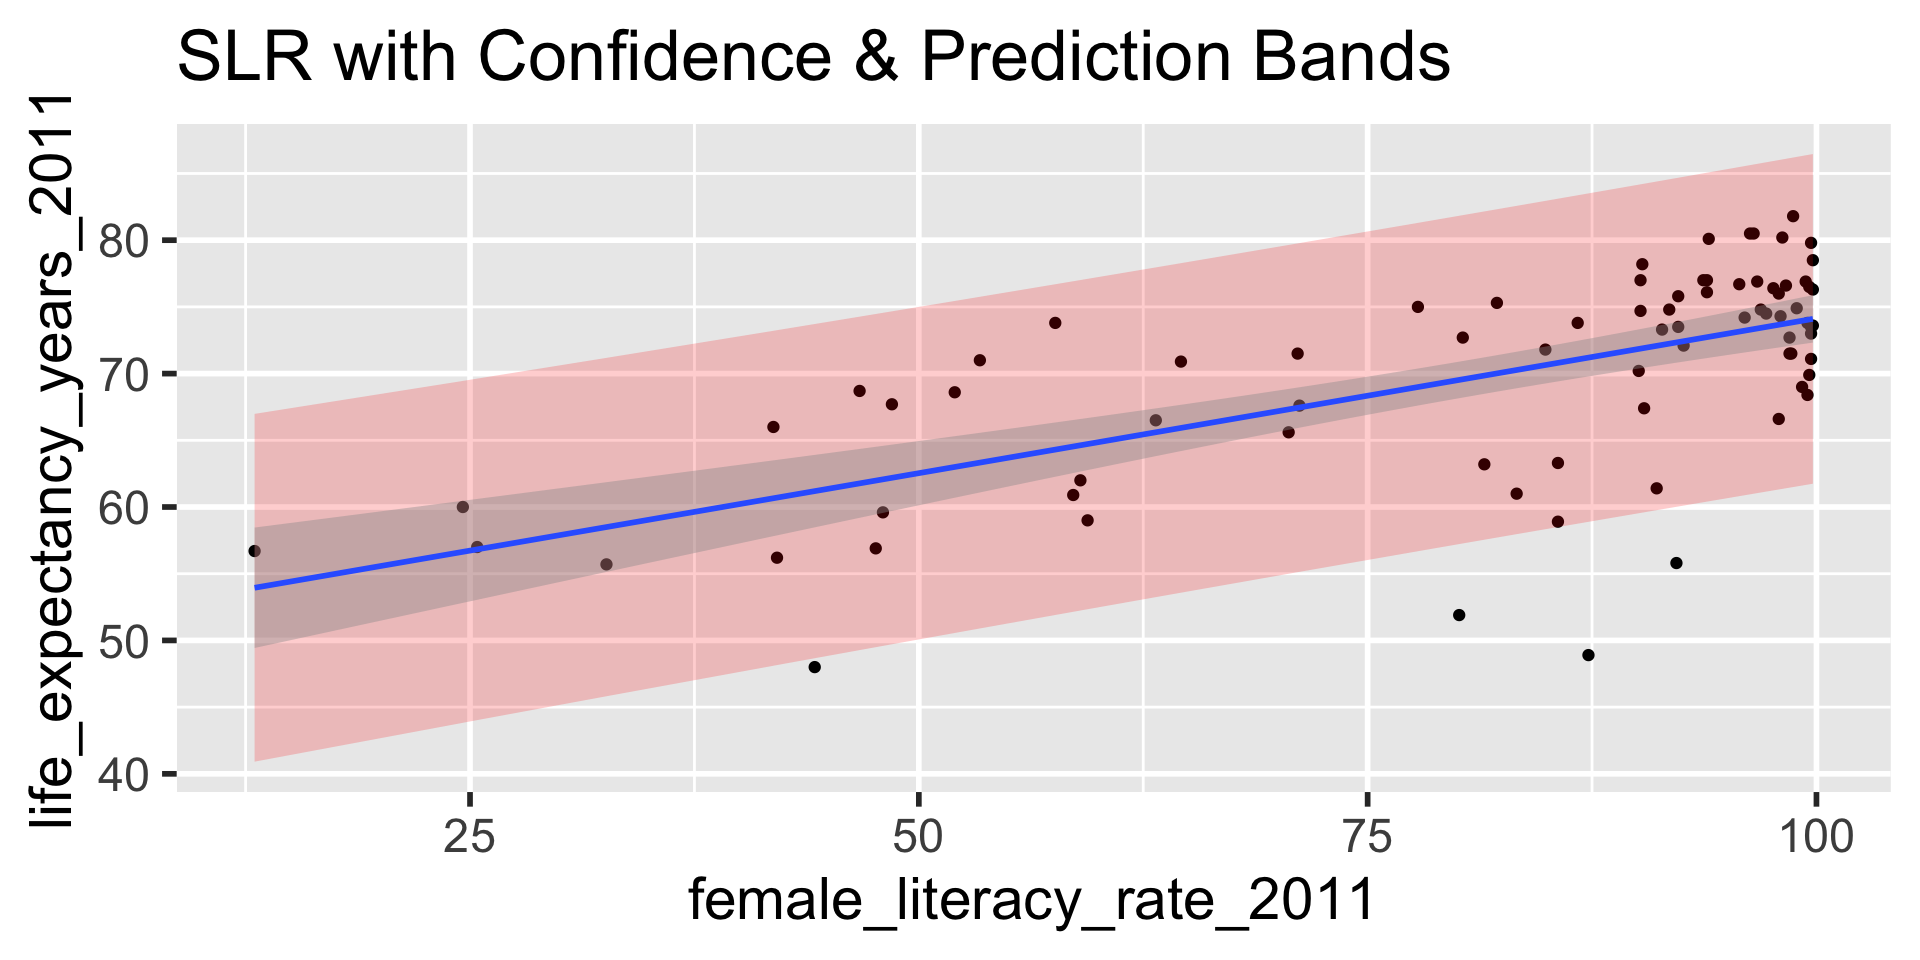 SLR with Confidence & Prediction Bands
life_expectancy_years_2011
80
70
60
50
40
25 50 75 100
female_literacy_rate_2011